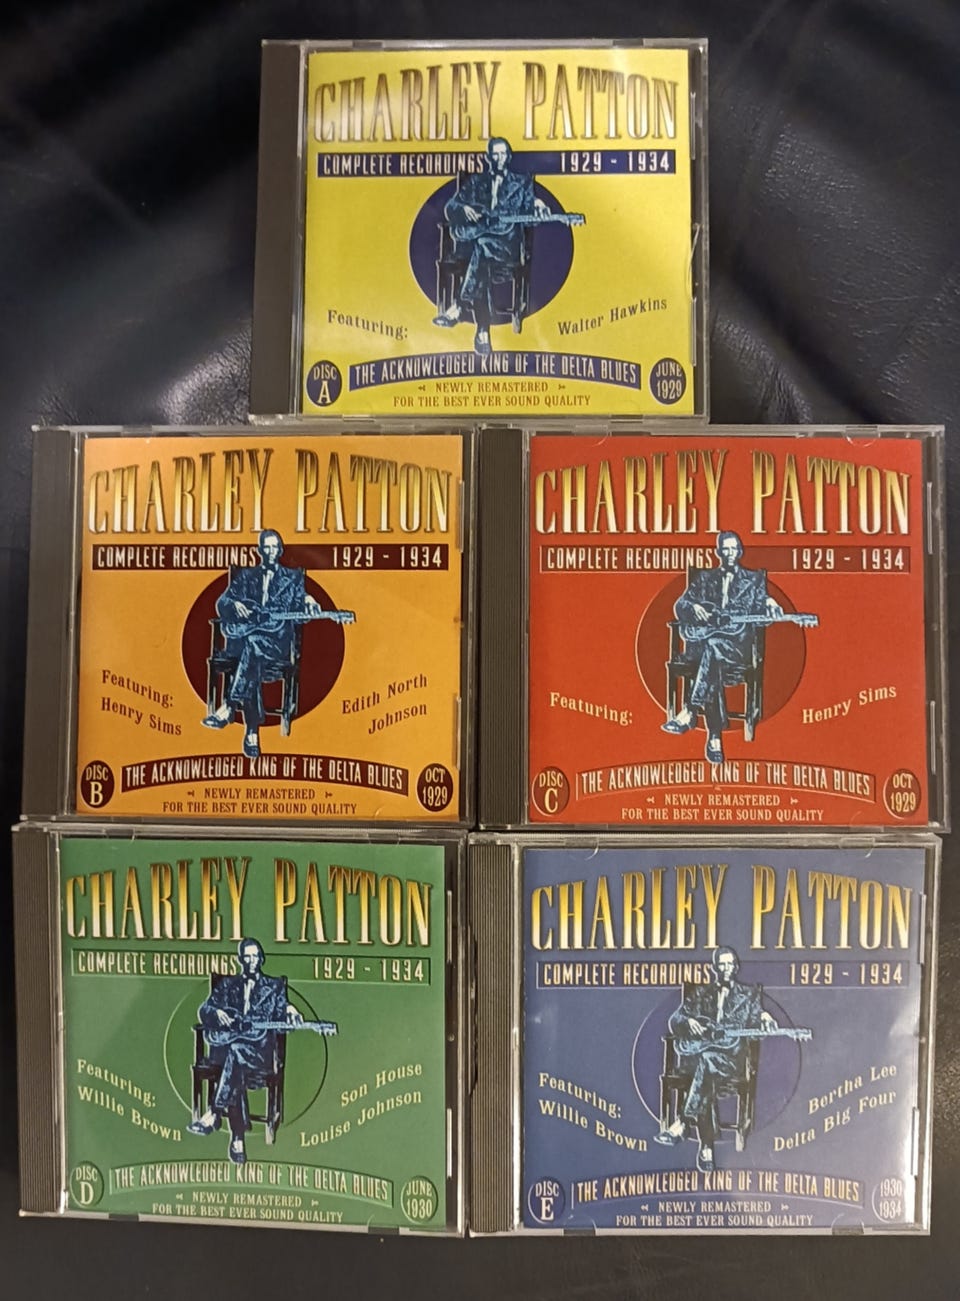 CHARLEY PATTON
COMPLETE RECORDINGS 1929 - 1934
Featuring: Walter Hawkins
DISC A THE ACKNOWLEDGED KING OF THE DELTA BLUES JUNE 1929
NEWLY REMASTERED
FOR THE BEST EVER SOUND QUALITY
CHARLEY PATTON
COMPLETE RECORDINGS 1929 - 1934
Featuring: Edith North
Henry Sims Johnson
DISC B THE ACKNOWLEDGED KING OF THE DELTA BLUES OCT 1929
NEWLY REMASTERED
FOR THE BEST EVER SOUND QUALITY
CHARLEY PATTON
COMPLETE RECORDINGS 1929 - 1934
Featuring: Henry Sims
DISC C THE ACKNOWLEDGED KING OF THE DELTA BLUES OCT 1929
NEWLY REMASTERED
FOR THE BEST EVER SOUND QUALITY
CHARLEY PATTON
COMPLETE RECORDINGS 1929 - 1934
Featuring: Son House
Willie Brown Louise Johnson
DISC D THE ACKNOWLEDGED KING OF THE DELTA BLUES JUNE 1930
NEWLY REMASTERED
FOR THE BEST EVER SOUND QUALITY
CHARLEY PATTON
COMPLETE RECORDINGS 1929 - 1934
Featuring: Bertha Lee
Willie Brown Delta Big Four
DISC E THE ACKNOWLEDGED KING OF THE DELTA BLUES 1930 1934
NEWLY REMASTERED
FOR THE BEST EVER SOUND QUALITY